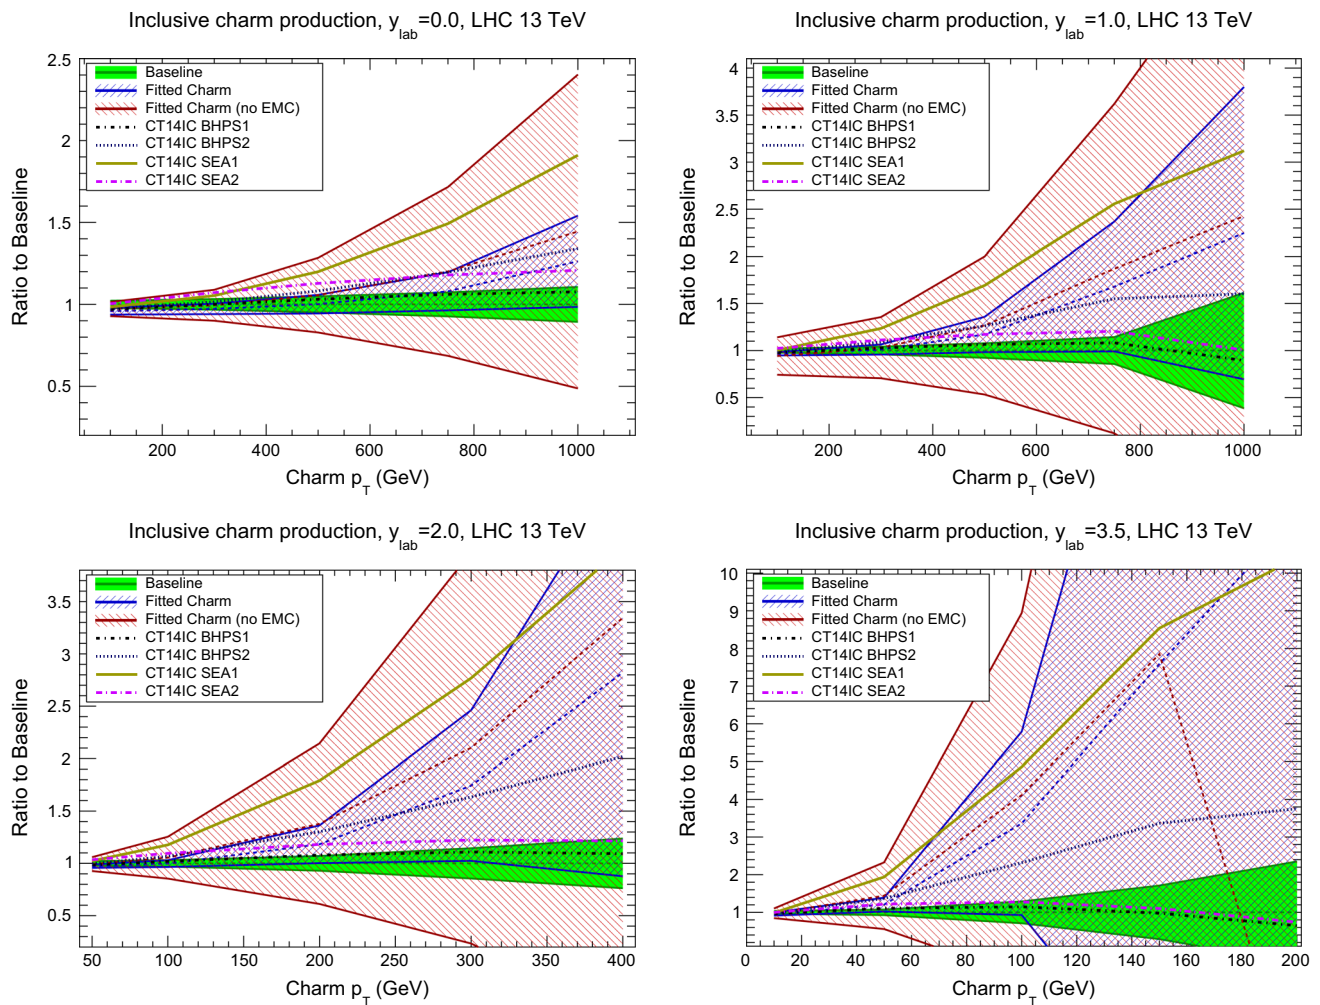 Inclusive charm production, y_lab=0.0, LHC 13 TeV
Ratio to Baseline
2.5
2
1.5
1
0.5
Baseline
Fitted Charm
Fitted Charm (no EMC)
CT14IC BHPS1
CT14IC BHPS2
CT14IC SEA1
CT14IC SEA2
200 400 600 800 1000
Charm p_T (GeV)
Inclusive charm production, y_lab=1.0, LHC 13 TeV
Ratio to Baseline
4
3.5
3
2.5
2
1.5
1
0.5
Baseline
Fitted Charm
Fitted Charm (no EMC)
CT14IC BHPS1
CT14IC BHPS2
CT14IC SEA1
CT14IC SEA2
200 400 600 800 1000
Charm p_T (GeV)
Inclusive charm production, y_lab=2.0, LHC 13 TeV
Ratio to Baseline
3.5
3
2.5
2
1.5
1
0.5
Baseline
Fitted Charm
Fitted Charm (no EMC)
CT14IC BHPS1
CT14IC BHPS2
CT14IC SEA1
CT14IC SEA2
50 100 150 200 250 300 350 400
Charm p_T (GeV)
Inclusive charm production, y_lab=3.5, LHC 13 TeV
Ratio to Baseline
10
9
8
7
6
5
4
3
2
1
Baseline
Fitted Charm
Fitted Charm (no EMC)
CT14IC BHPS1
CT14IC BHPS2
CT14IC SEA1
CT14IC SEA2
0 20 40 60 80 100 120 140 160 180 200
Charm p_T (GeV)